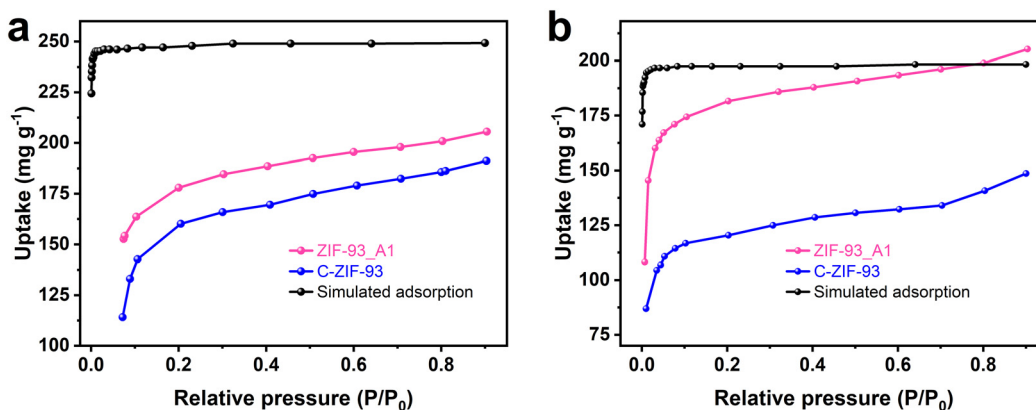 a
250
225
200
175
150
125
100
Uptake (mg g⁻¹)
ZIF-93_A1
C-ZIF-93
Simulated adsorption
0.0 0.2 0.4 0.6 0.8
Relative pressure (P/P₀)
b
200
175
150
125
100
75
Uptake (mg g⁻¹)
ZIF-93_A1
C-ZIF-93
Simulated adsorption
0.0 0.2 0.4 0.6 0.8
Relative pressure (P/P₀)